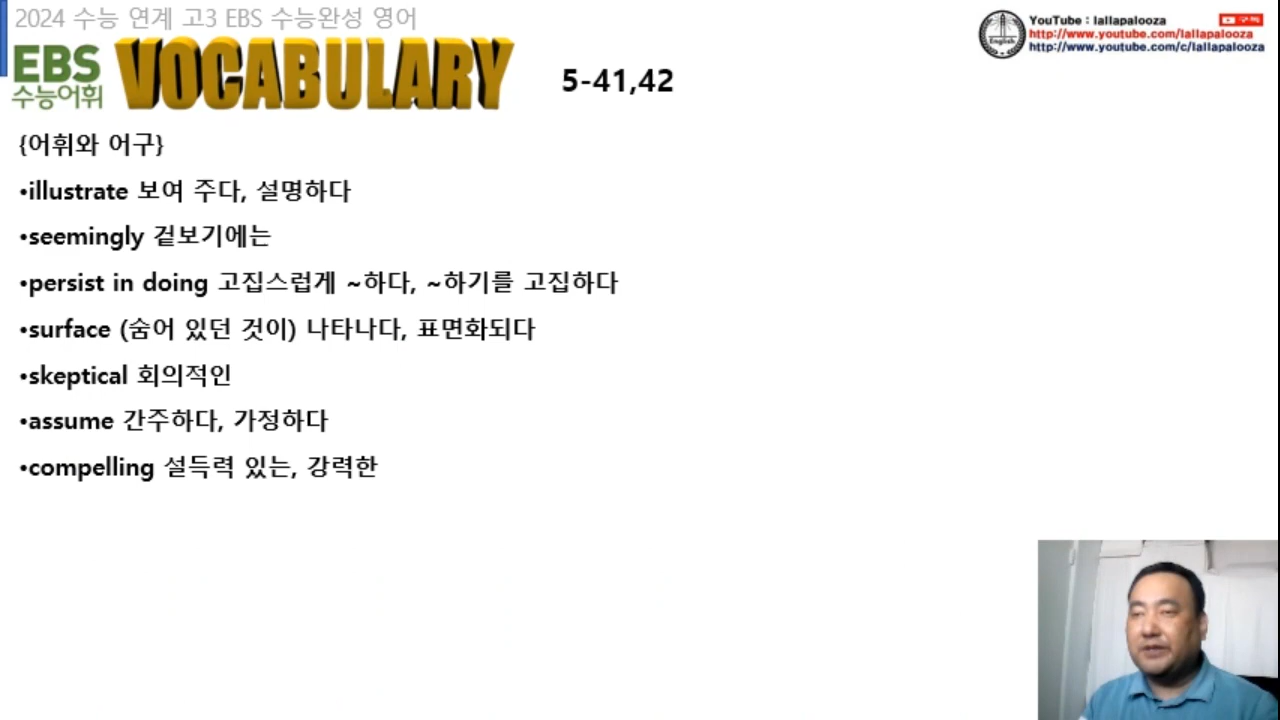 2024 수능 연계 고3 EBS 수능완성 영어
EBS
수능어휘
VOCABULARY
5-41,42
English
YouTube : lallapalooza
구독
http://www.youtube.com/lallapalooza
http://www.youtube.com/c/lallapalooza
{어휘와 어구}
•illustrate 보여 주다, 설명하다
•seemingly 겉보기에는
•persist in doing 고집스럽게 ~하다, ~하기를 고집하다
•surface (숨어 있던 것이) 나타나다, 표면화되다
•skeptical 회의적인
•assume 간주하다, 가정하다
•compelling 설득력 있는, 강력한